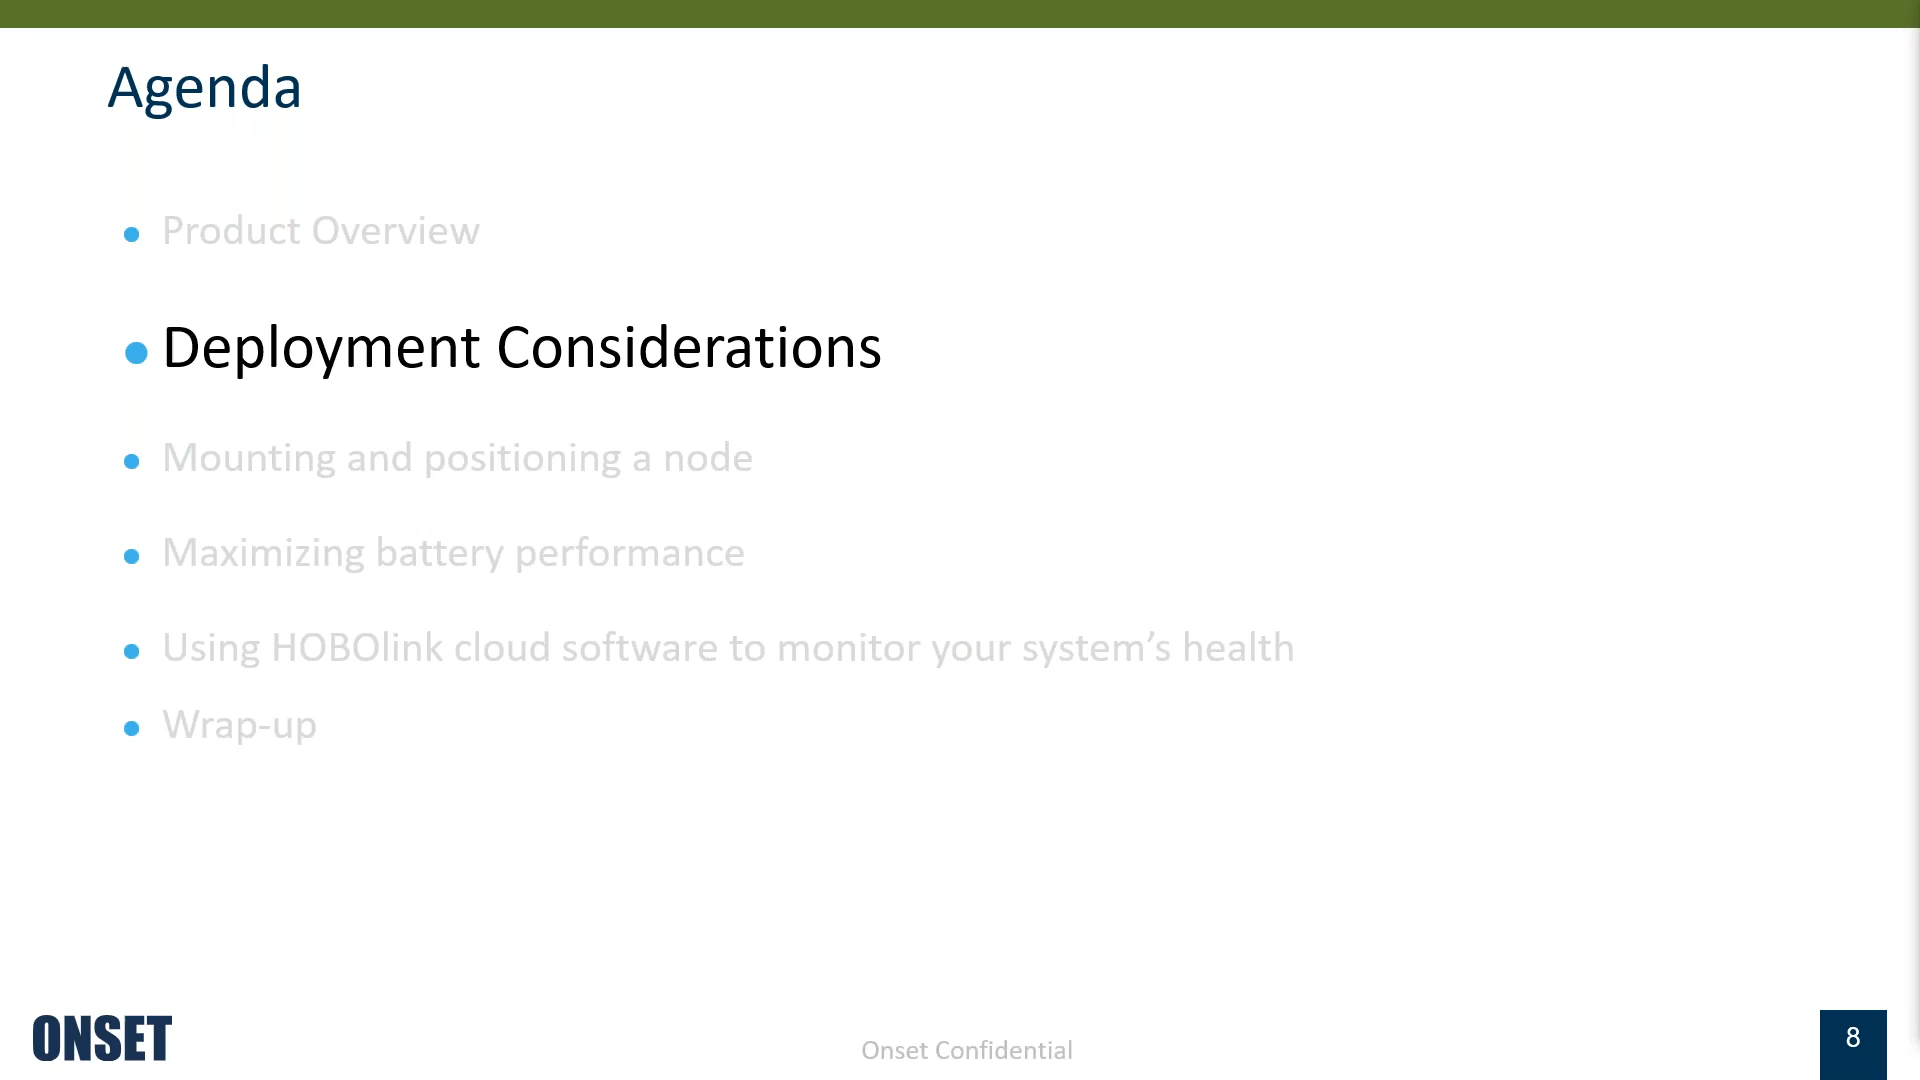 Agenda
• Product Overview
• Deployment Considerations
• Mounting and positioning a node
• Maximizing battery performance
• Using HOBOlink cloud software to monitor your system’s health
• Wrap-up
ONSET
Onset Confidential
8